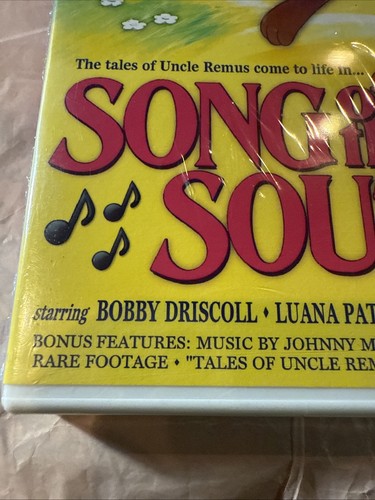 The tales of Uncle Remus come to life in...
SONG OF
SOU
starring BOBBY DRISCOLL • LUANA PAT
BONUS FEATURES: MUSIC BY JOHNNY M
RARE FOOTAGE • "TALES OF UNCLE REM